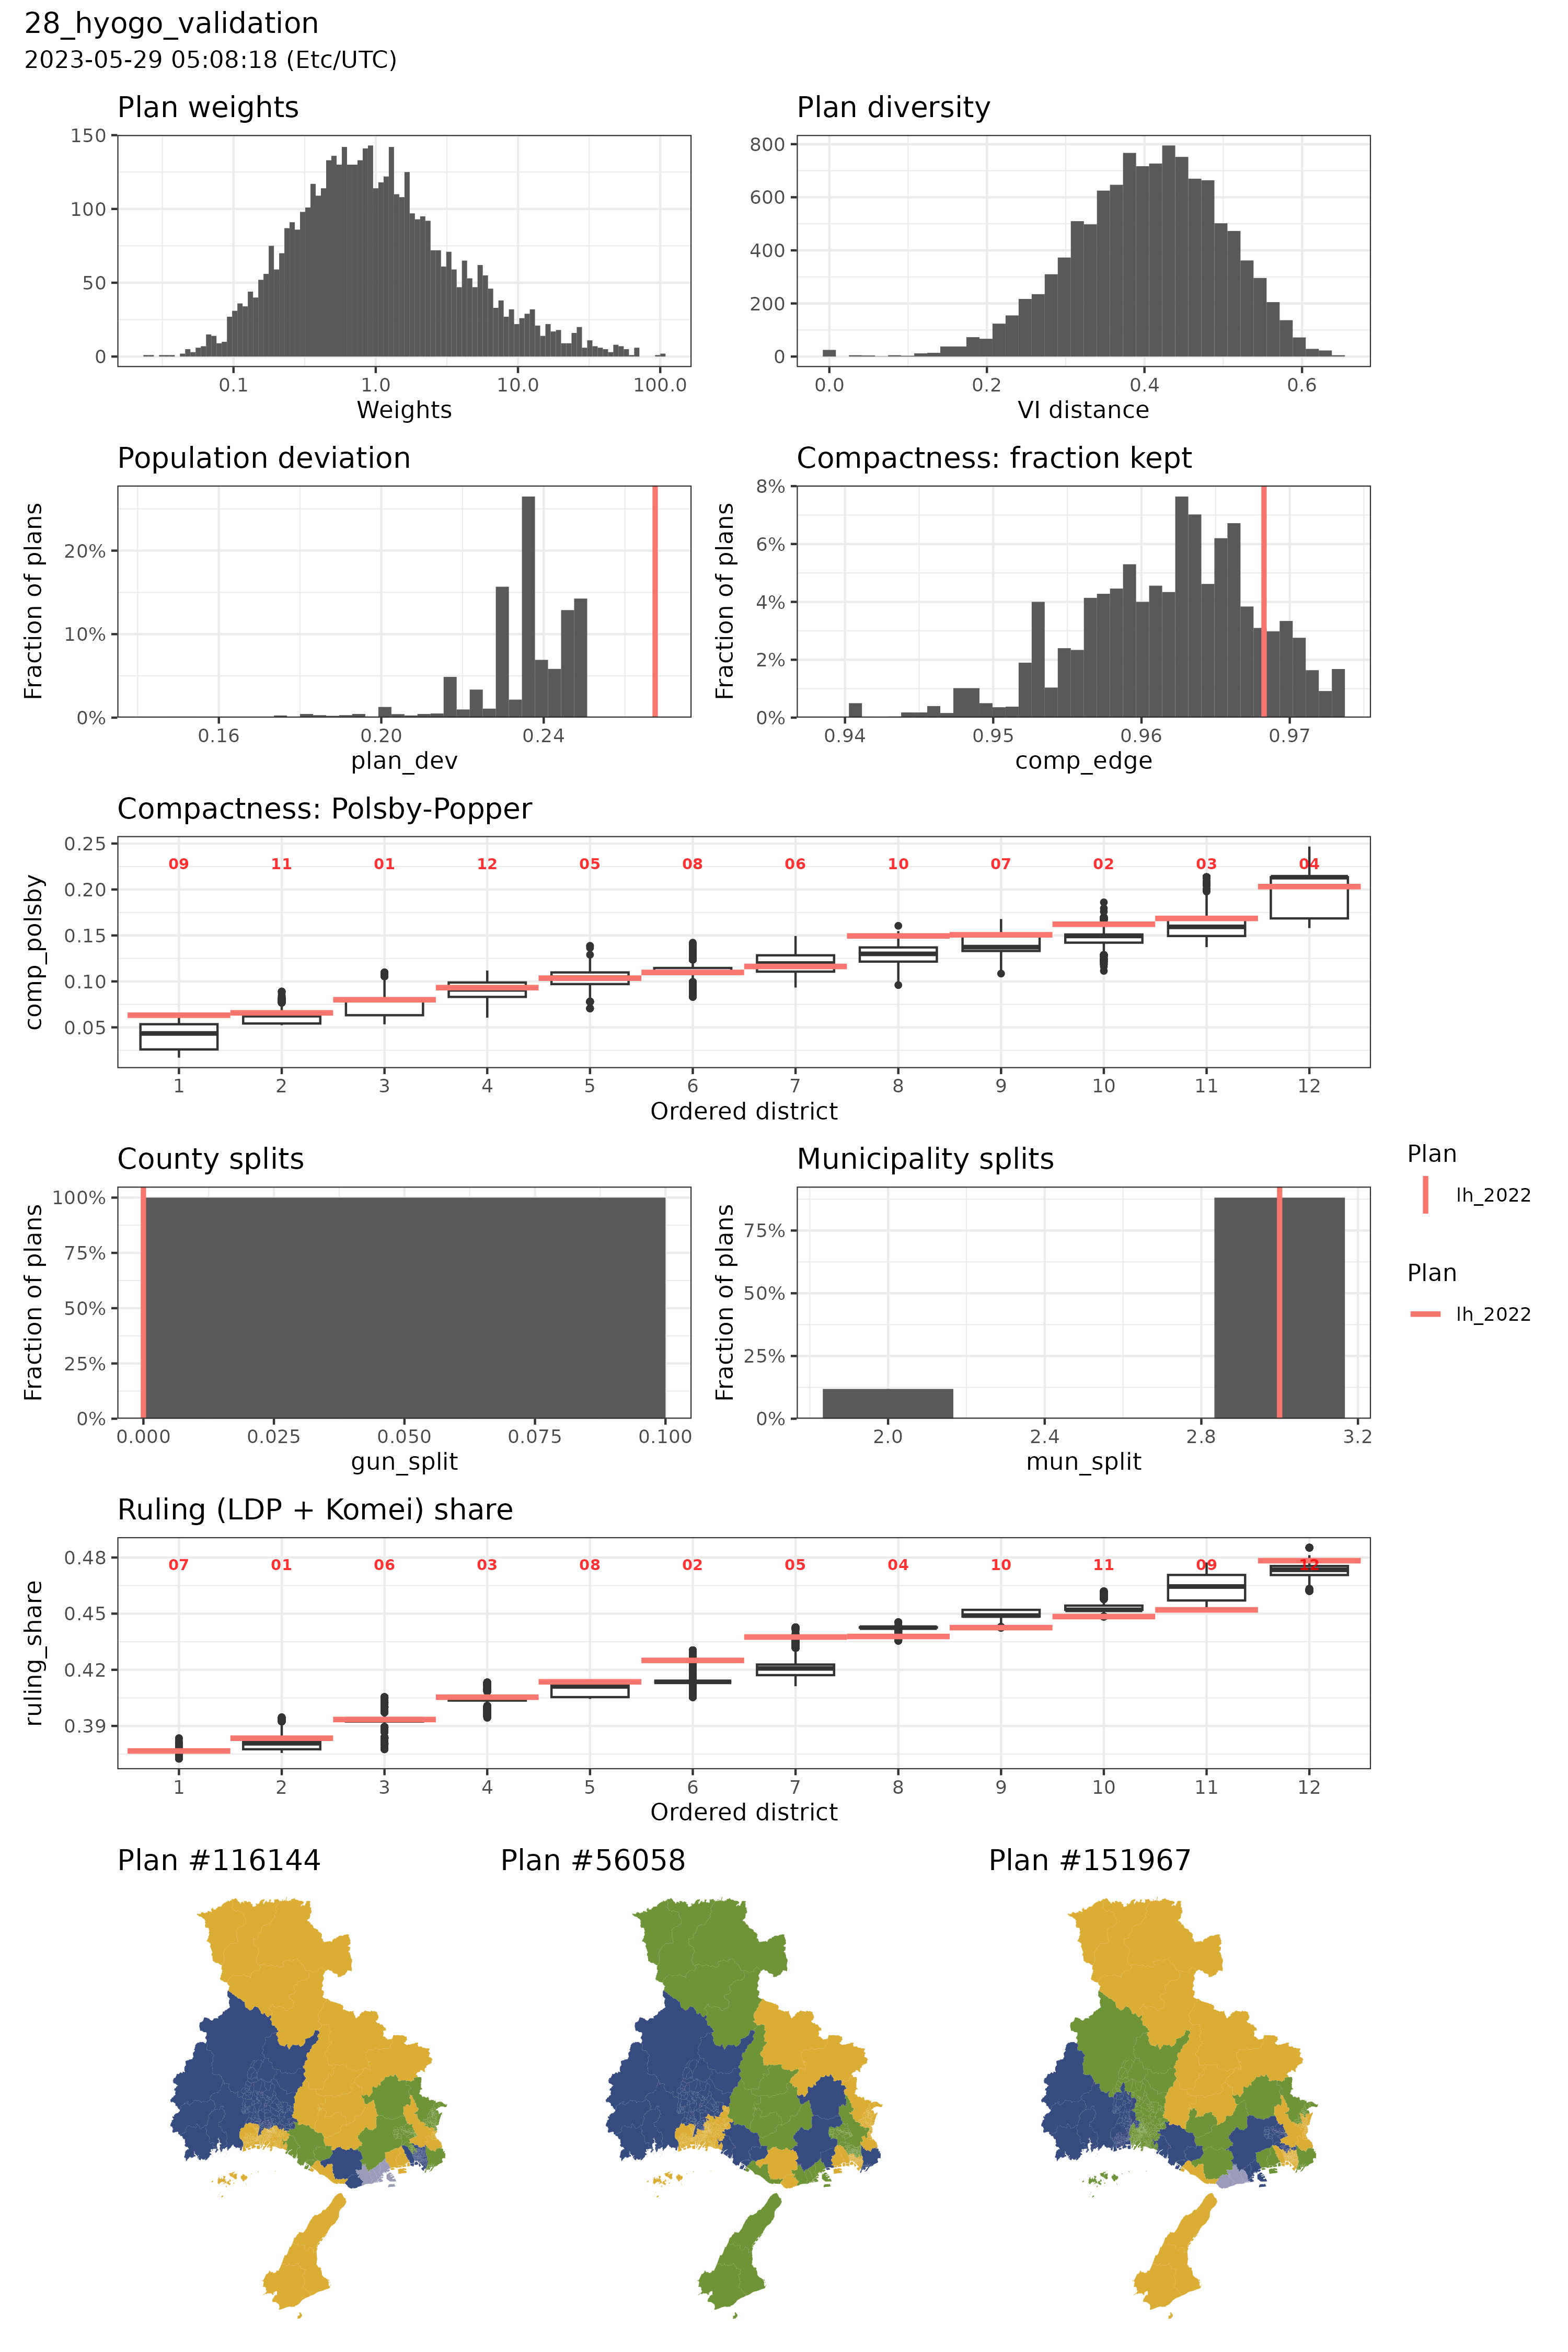 28_hyogo_validation
2023-05-29 05:08:18 (Etc/UTC)
Plan weights
150
100
50
0
0.1 1.0 10.0 100.0
Weights
Plan diversity
800
600
400
200
0
0.0 0.2 0.4 0.6
VI distance
Population deviation
Fraction of plans
20%
10%
0%
0.16 0.20 0.24
plan_dev
Compactness: fraction kept
Fraction of plans
8%
6%
4%
2%
0%
0.94 0.95 0.96 0.97
comp_edge
Compactness: Polsby-Popper
comp_polsby
0.25
0.20
0.15
0.10
0.05
09 11 01 12 05 08 06 10 07 02 03 04
1 2 3 4 5 6 7 8 9 10 11 12
Ordered district
County splits
Fraction of plans
100%
75%
50%
25%
0%
0.000 0.025 0.050 0.075 0.100
gun_split
Municipality splits
Fraction of plans
75%
50%
25%
0%
2.0 2.4 2.8 3.2
mun_split
Plan
lh_2022
Plan
lh_2022
Ruling (LDP + Komei) share
ruling_share
0.48
0.45
0.42
0.39
07 01 06 03 08 02 05 04 10 11 09 12
1 2 3 4 5 6 7 8 9 10 11 12
Ordered district
Plan #116144
Plan #56058
Plan #151967